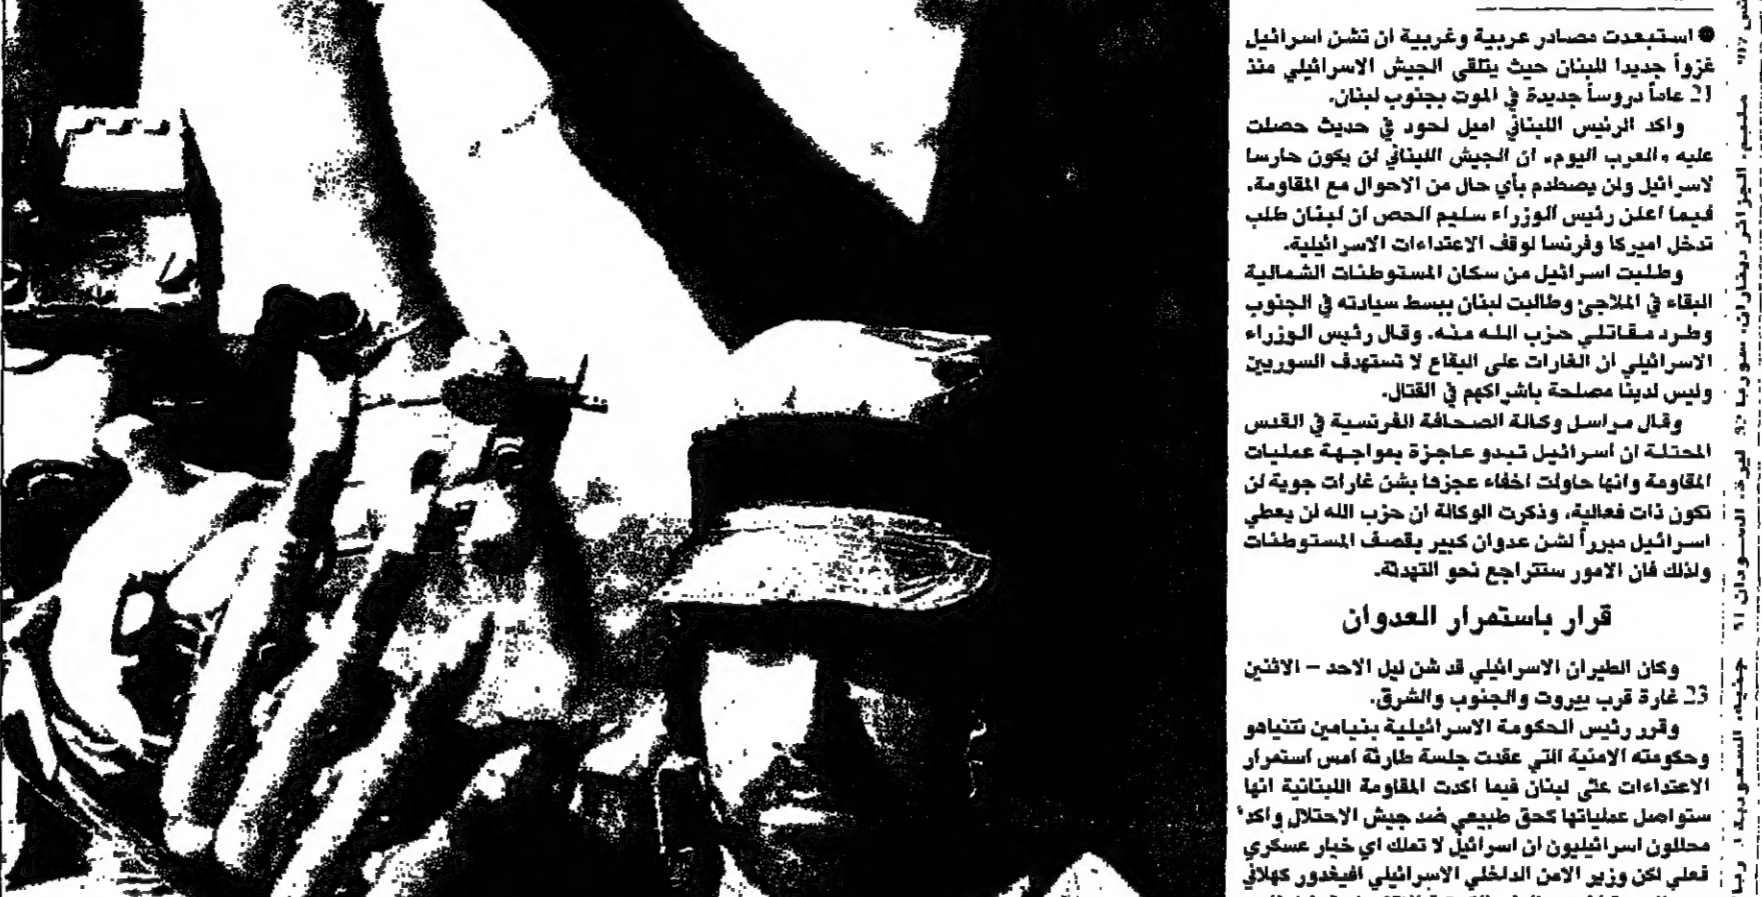 ● استبعدت مصادر عربية وغربية ان تشن اسرائيل
غزواً جديدا للبنان حيث يتلقى الجيش الاسرائيلي منذ
21 عاماً دروساً جديدة في الموت بجنوب لبنان.
واكد الرئيس اللبناني اميل لحود في حديث حصلت
عليه «العرب اليوم» ان الجيش اللبناني لن يكون حارسا
لاسرائيل ولن يصطدم بأي حال من الاحوال مع المقاومة.
فيما اعلن رئيس الوزراء سليم الحص ان لبنان طلب
تدخل اميركا وفرنسا لوقف الاعتداءات الاسرائيلية.
وطلبت اسرائيل من سكان المستوطنات الشمالية
البقاء في الملاجئ وطالبت لبنان ببسط سيادته في الجنوب
وطرد مقاتلي حزب الله منه. وقال رئيس الوزراء
الاسرائيلي ان الغارات على البقاع لا تستهدف السوريين
وليس لدينا مصلحة باشراكهم في القتال.
وقال مراسل وكالة الصحافة الفرنسية في القدس
المحتلة ان اسرائيل تبدو عاجزة بمواجهة عمليات
المقاومة وانها حاولت اخفاء عجزها بشن غارات جوية لن
تكون ذات فعالية، وذكرت الوكالة ان حزب الله لن يعطي
اسرائيل مبرراً لشن عدوان كبير بقصف المستوطنات
ولذلك فان الامور ستتراجع نحو التهدئة.
قرار باستمرار العدوان
وكان الطيران الاسرائيلي قد شن ليل الاحد – الاثنين
23 غارة قرب بيروت والجنوب والشرق.
وقرر رئيس الحكومة الاسرائيلية بنيامين نتنياهو
وحكومته الامنية التي عقدت جلسة طارئة امس استمرار
الاعتداءات على لبنان فيما اكدت المقاومة اللبنانية انها
ستواصل عملياتها كحق طبيعي ضد جيش الاحتلال واكد
محللون اسرائيليون ان اسرائيل لا تملك اي خيار عسكري
فعلي لكن وزير الامن الداخلي الاسرائيلي افيغدور كهلاني
مليم، الجزائر دينارات، سوريا ليرة، السودان جنيه، السعودية